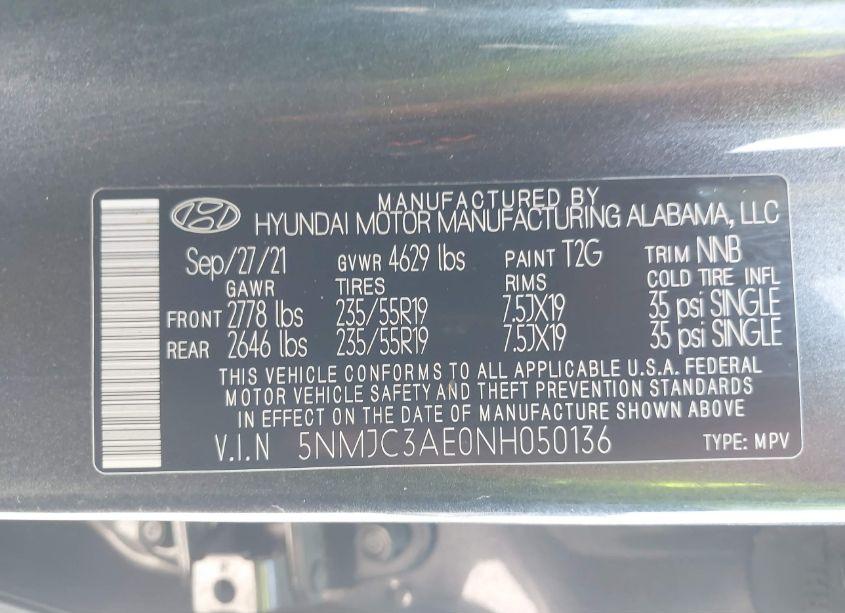 MANUFACTURED BY
HYUNDAI MOTOR MANUFACTURING ALABAMA, LLC
Sep/27/21 GVWR 4629 lbs PAINT T2G TRIM NNB
GAWR TIRES RIMS COLD TIRE INFL
FRONT 2778 lbs 235/55R19 7.5JX19 35 psi SINGLE
REAR 2646 lbs 235/55R19 7.5JX19 35 psi SINGLE
THIS VEHICLE CONFORMS TO ALL APPLICABLE U.S.A. FEDERAL
MOTOR VEHICLE SAFETY AND THEFT PREVENTION STANDARDS
IN EFFECT ON THE DATE OF MANUFACTURE SHOWN ABOVE
V.I.N 5NMJC3AE0NH050136 TYPE: MPV